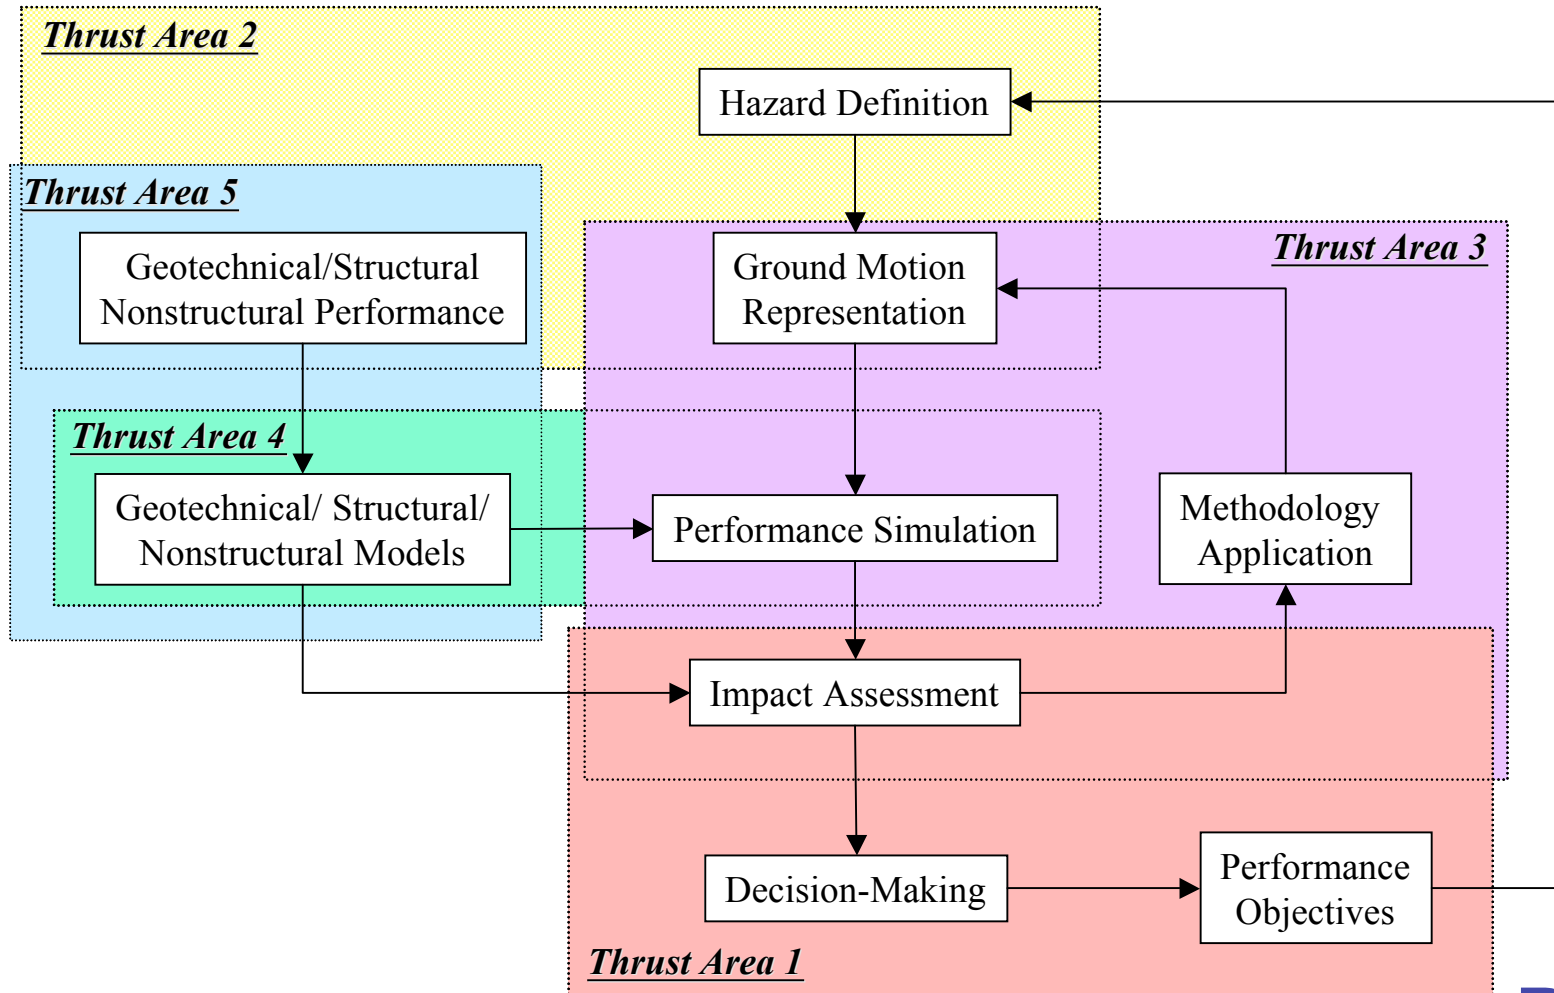 Thrust Area 2
Hazard Definition
Thrust Area 5
Geotechnical/Structural
Nonstructural Performance
Ground Motion
Representation
Thrust Area 3
Thrust Area 4
Geotechnical/ Structural/
Nonstructural Models
Performance Simulation
Methodology
Application
Impact Assessment
Decision-Making
Performance
Objectives
Thrust Area 1